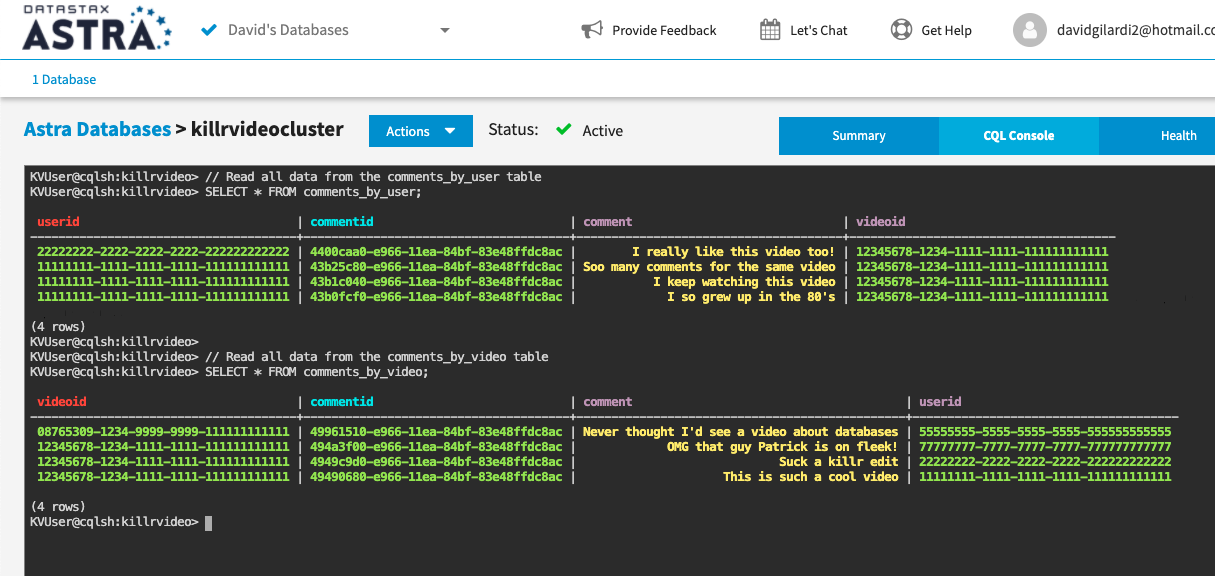 DATASTAX
ASTRA
David's Databases
Provide Feedback
Let's Chat
Get Help
davidgilardi2@hotmail.co
1 Database
Astra Databases > killrvideocluster
Actions
Status:
Active
Summary
CQL Console
Health
KVUser@cqlsh:killrvideo> // Read all data from the comments_by_user table
KVUser@cqlsh:killrvideo> SELECT * FROM comments_by_user;
userid | commentid | comment | videoid
22222222-2222-2222-2222-222222222222 | 4400caa0-e966-11ea-84bf-83e48ffdc8ac | I really like this video too! | 12345678-1234-1111-1111-111111111111
11111111-1111-1111-1111-111111111111 | 43b25c80-e966-11ea-84bf-83e48ffdc8ac | Soo many comments for the same video | 12345678-1234-1111-1111-111111111111
11111111-1111-1111-1111-111111111111 | 43b1c040-e966-11ea-84bf-83e48ffdc8ac | I keep watching this video | 12345678-1234-1111-1111-111111111111
11111111-1111-1111-1111-111111111111 | 43b0fcf0-e966-11ea-84bf-83e48ffdc8ac | I so grew up in the 80's | 12345678-1234-1111-1111-111111111111
(4 rows)
KVUser@cqlsh:killrvideo>
KVUser@cqlsh:killrvideo> // Read all data from the comments_by_video table
KVUser@cqlsh:killrvideo> SELECT * FROM comments_by_video;
videoid | commentid | comment | userid
08765309-1234-9999-9999-111111111111 | 49961510-e966-11ea-84bf-83e48ffdc8ac | Never thought I'd see a video about databases | 55555555-5555-5555-5555-555555555555
12345678-1234-1111-1111-111111111111 | 494a3f00-e966-11ea-84bf-83e48ffdc8ac | OMG that guy Patrick is on fleek! | 77777777-7777-7777-7777-777777777777
12345678-1234-1111-1111-111111111111 | 4949c9d0-e966-11ea-84bf-83e48ffdc8ac | Suck a killr edit | 22222222-2222-2222-2222-222222222222
12345678-1234-1111-1111-111111111111 | 49490680-e966-11ea-84bf-83e48ffdc8ac | This is such a cool video | 11111111-1111-1111-1111-111111111111
(4 rows)
KVUser@cqlsh:killrvideo>